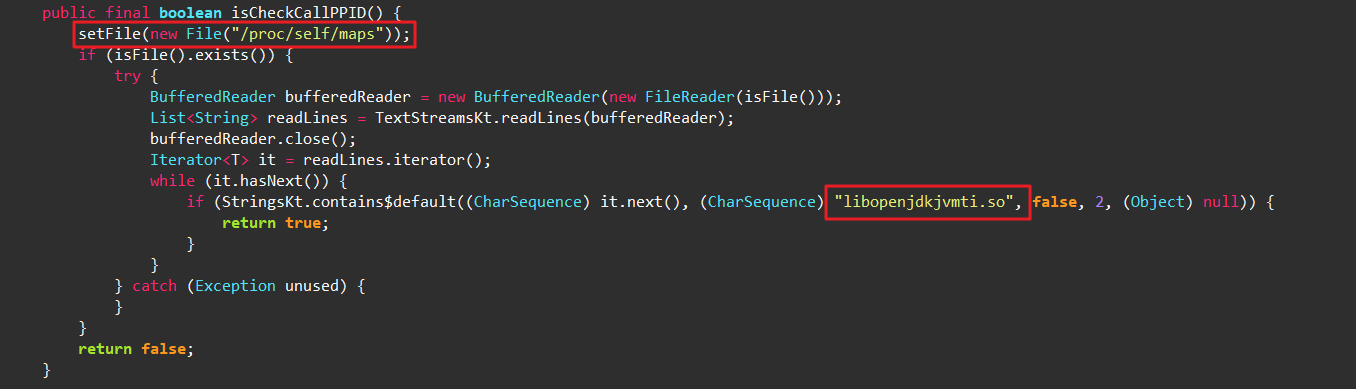 public final boolean isCheckCallPPID() {
    setFile(new File("/proc/self/maps"));
    if (isFile().exists()) {
        try {
            BufferedReader bufferedReader = new BufferedReader(new FileReader(isFile()));
            List<String> readLines = TextStreamsKt.readLines(bufferedReader);
            bufferedReader.close();
            Iterator<T> it = readLines.iterator();
            while (it.hasNext()) {
                if (StringsKt.contains$default((CharSequence) it.next(), (CharSequence) "libopenjdkjvmti.so", false, 2, (Object) null)) {
                    return true;
                }
            }
        } catch (Exception unused) {
        }
    }
    return false;
}